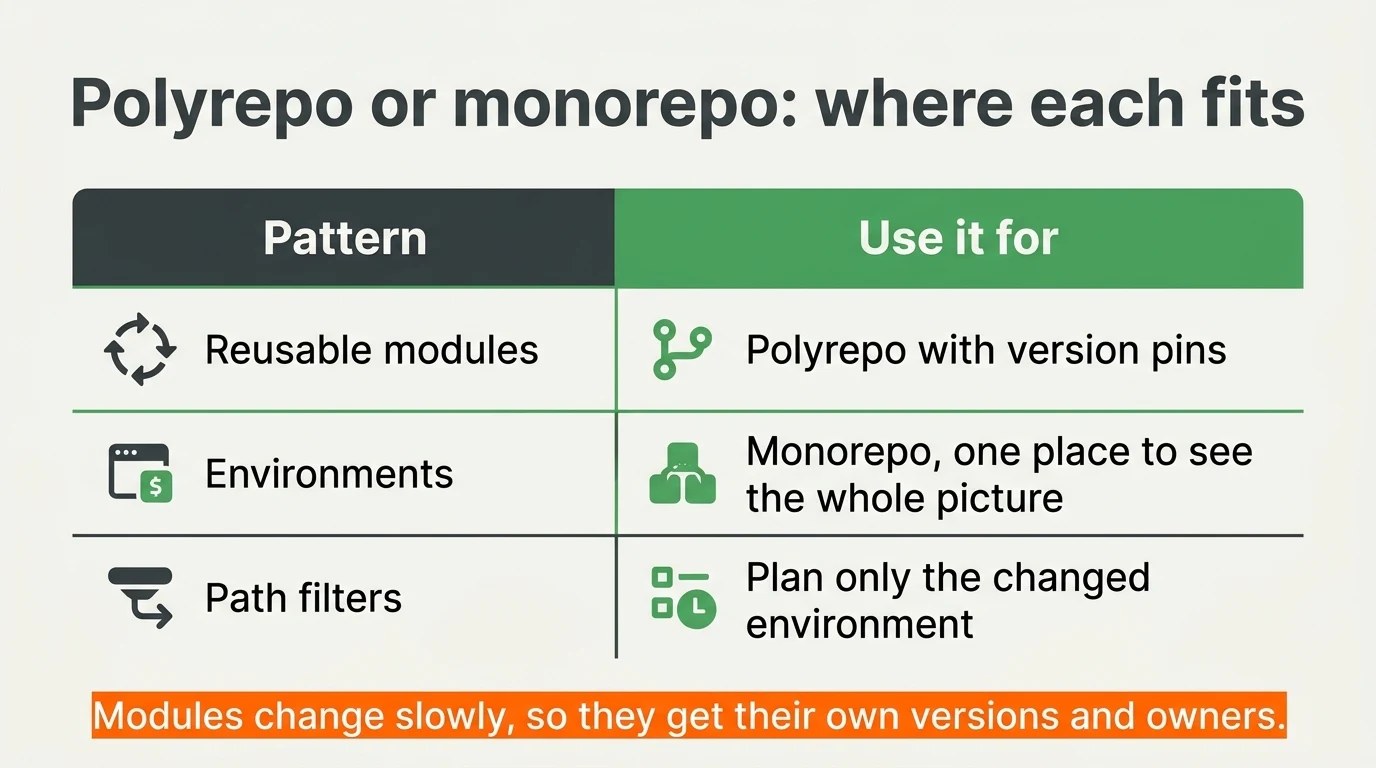 Polyrepo or monorepo: where each fits
Pattern
Use it for
Reusable modules
Polyrepo with version pins
$
Environments
Monorepo, one place to see
the whole picture
Path filters
Plan only the changed
environment
Modules change slowly, so they get their own versions and owners.